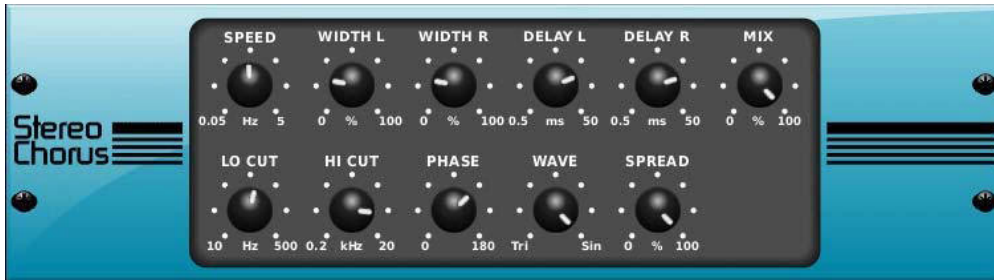 SPEED WIDTH L WIDTH R DELAY L DELAY R MIX
0.05 Hz 5 0 % 100 0 % 100 0.5 ms 50 0.5 ms 50 0 % 100
Stereo
Chorus
LO CUT HI CUT PHASE WAVE SPREAD
10 Hz 500 0.2 kHz 20 0 180 Tri Sin 0 % 100